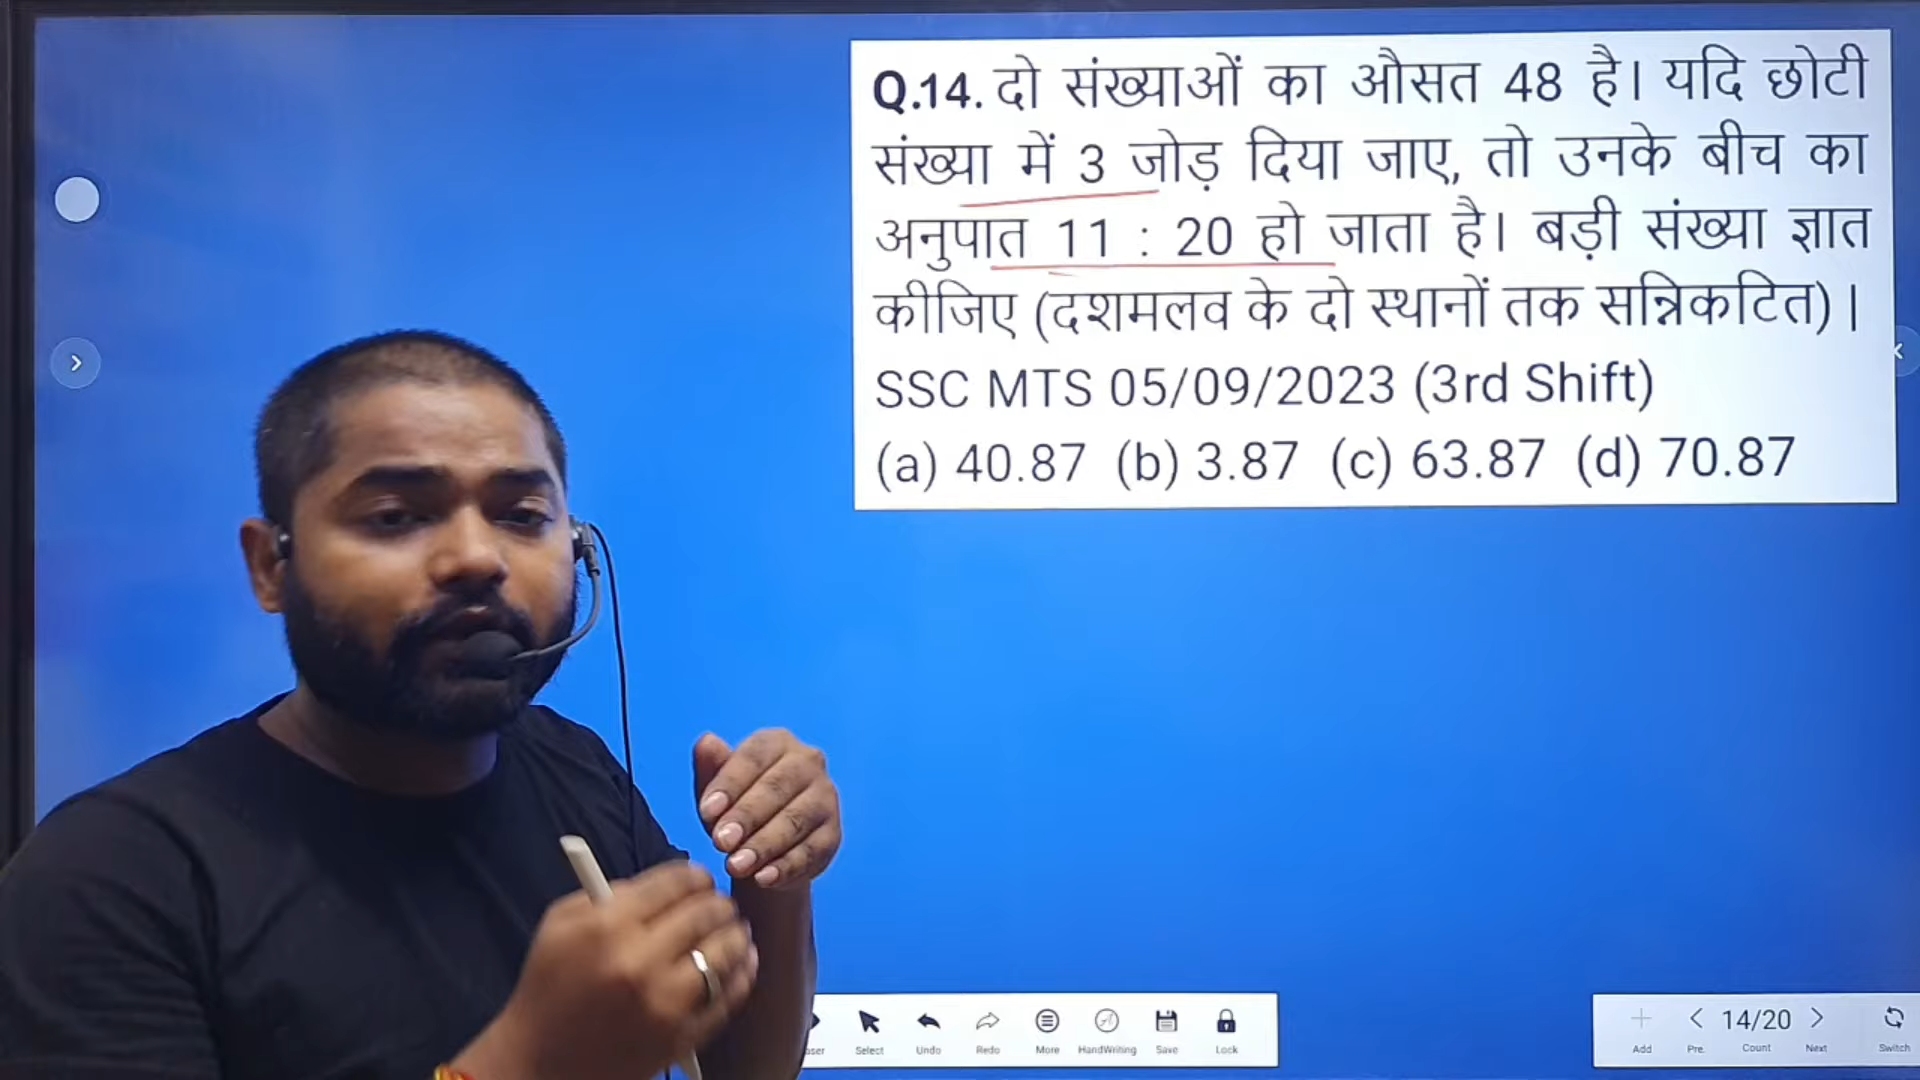 Q.14. दो संख्याओं का औसत 48 है। यदि छोटी
संख्या में 3 जोड़ दिया जाए, तो उनके बीच का
अनुपात 11 : 20 हो जाता है। बड़ी संख्या ज्ञात
कीजिए (दशमलव के दो स्थानों तक सन्निकटित)।
SSC MTS 05/09/2023 (3rd Shift)
(a) 40.87 (b) 3.87 (c) 63.87 (d) 70.87
14/20
Select Undo Redo More HandWriting Save Lock
Add Pre. Count Next Switch